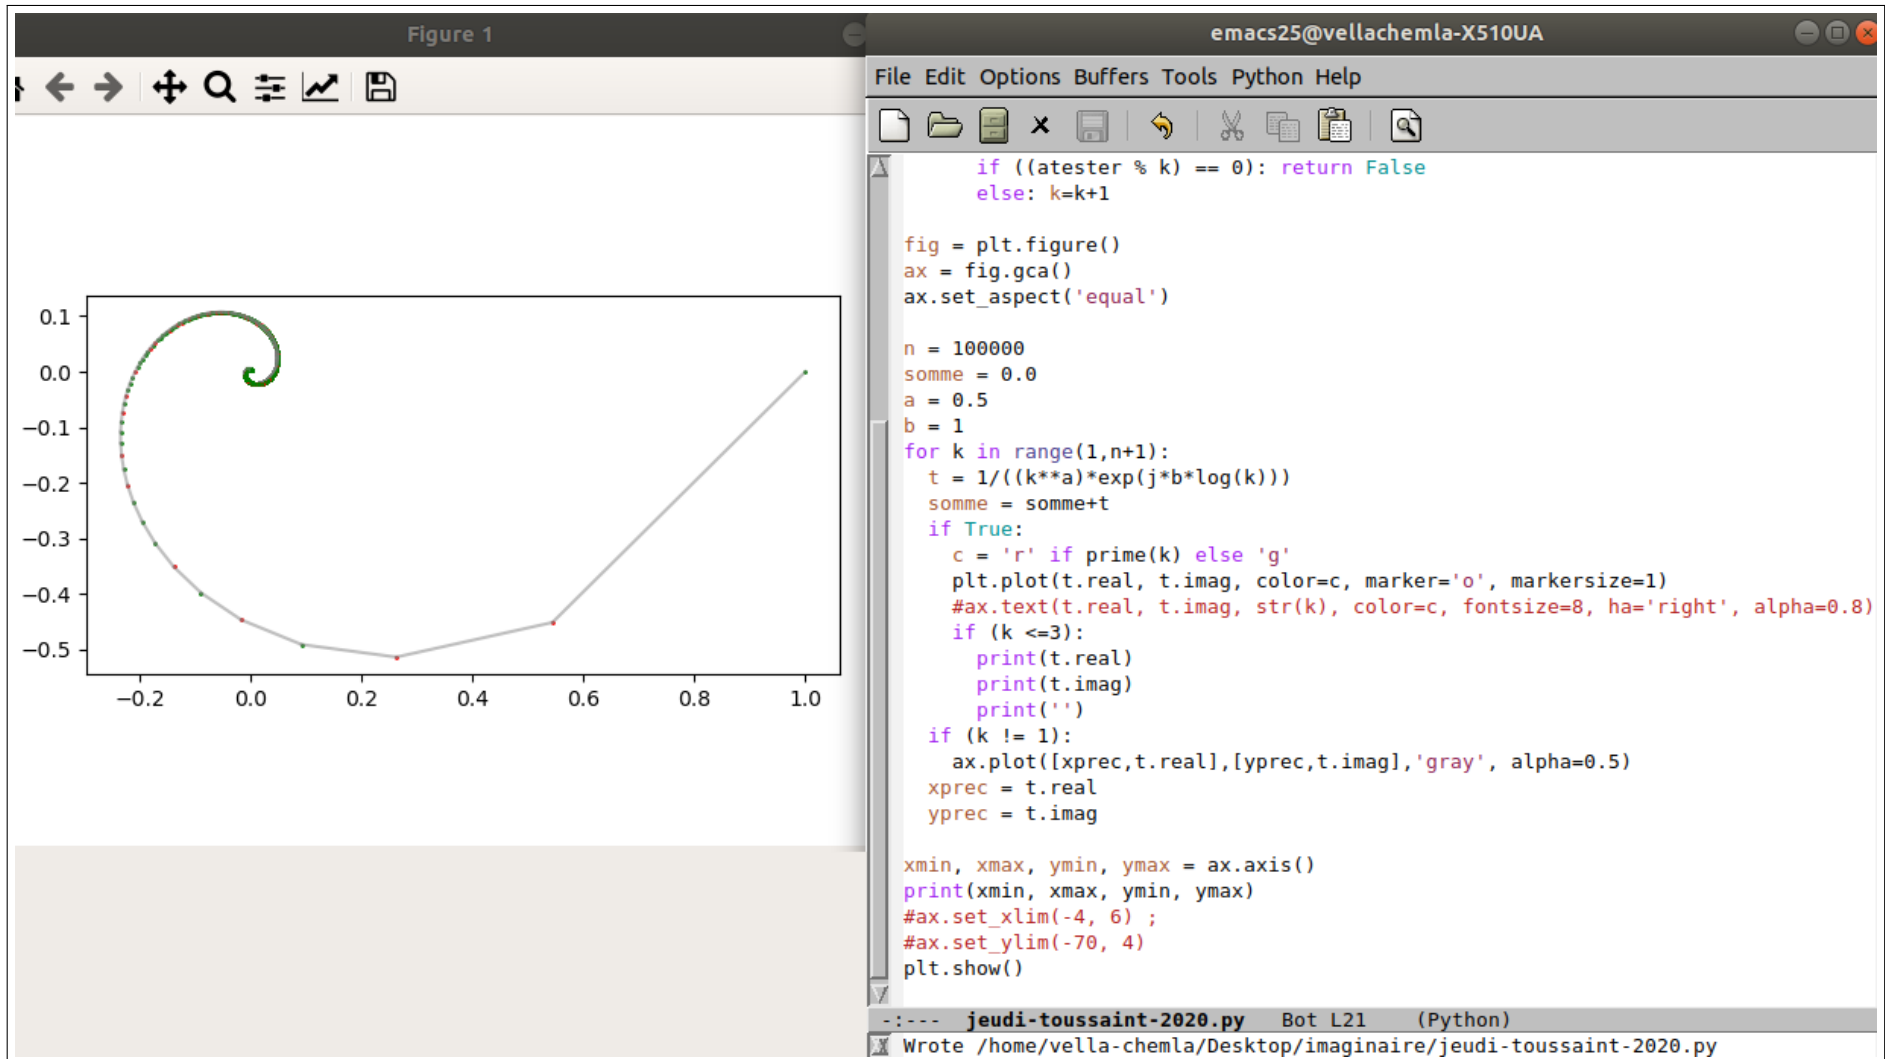 Figure 1
0.1
0.0
−0.1
−0.2
−0.3
−0.4
−0.5
−0.2 0.0 0.2 0.4 0.6 0.8 1.0
emacs25@vellachemla-X510UA
File Edit Options Buffers Tools Python Help
if ((atester % k) == 0): return False
else: k=k+1
fig = plt.figure()
ax = fig.gca()
ax.set_aspect('equal')
n = 100000
somme = 0.0
a = 0.5
b = 1
for k in range(1,n+1):
t = 1/((k**a)*exp(j*b*log(k)))
somme = somme+t
if True:
c = 'r' if prime(k) else 'g'
plt.plot(t.real, t.imag, color=c, marker='o', markersize=1)
#ax.text(t.real, t.imag, str(k), color=c, fontsize=8, ha='right', alpha=0.8)
if (k <=3):
print(t.real)
print(t.imag)
print('')
if (k != 1):
ax.plot([xprec,t.real],[yprec,t.imag],'gray', alpha=0.5)
xprec = t.real
yprec = t.imag
xmin, xmax, ymin, ymax = ax.axis()
print(xmin, xmax, ymin, ymax)
#ax.set_xlim(-4, 6) ;
#ax.set_ylim(-70, 4)
plt.show()
-:--- jeudi-toussaint-2020.py Bot L21 (Python)
Wrote /home/vella-chemla/Desktop/imaginaire/jeudi-toussaint-2020.py